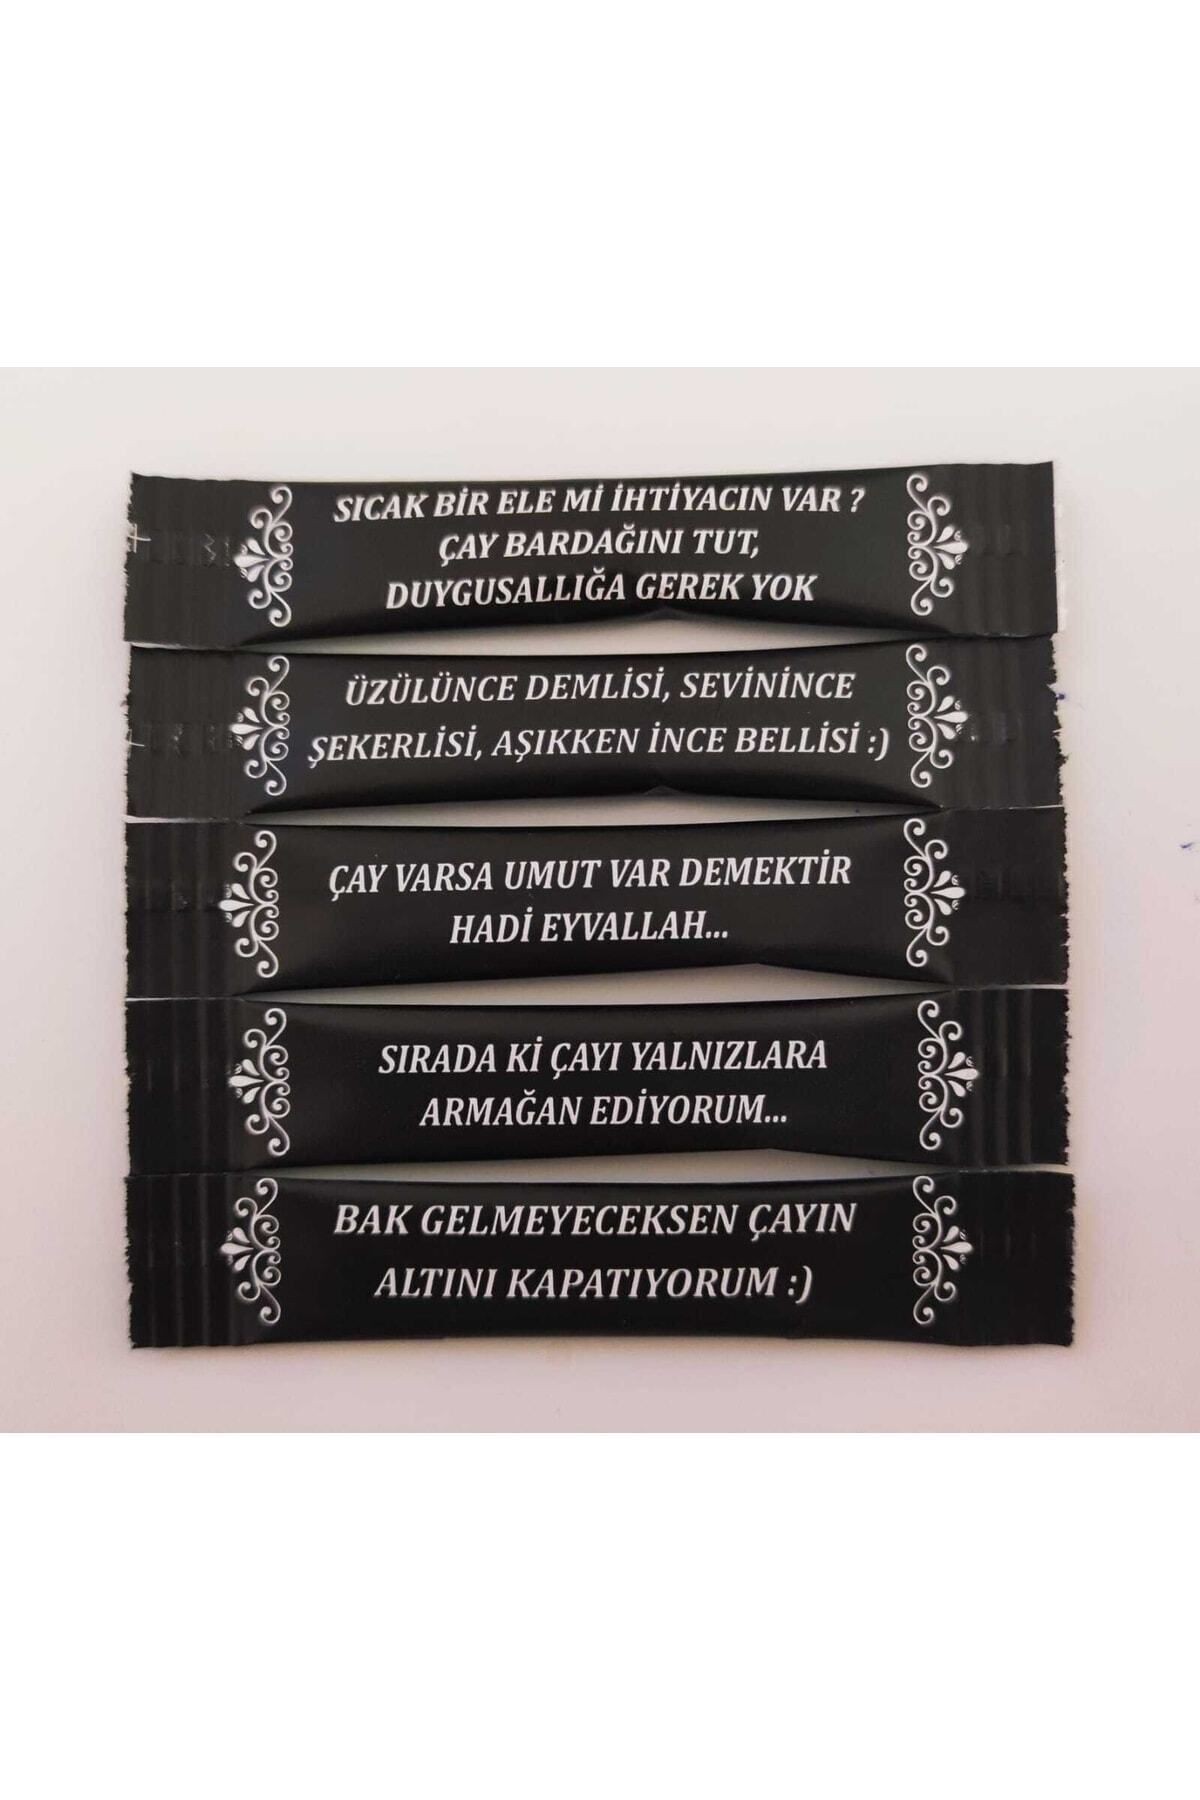 SICAK BİR ELE Mİ İHTİYACIN VAR ?
ÇAY BARDAĞINI TUT,
DUYGUSALLIĞA GEREK YOK
ÜZÜLÜNCE DEMLİSİ, SEVİNİNCE
ŞEKERLİSİ, AŞIKKEN İNCE BELLİSİ :)
ÇAY VARSA UMUT VAR DEMEKTİR
HADİ EYVALLAH...
SIRADA Kİ ÇAYI YALNIZLARA
ARMAĞAN EDİYORUM...
BAK GELMEYECEKSEN ÇAYIN
ALTINI KAPATIYORUM :)